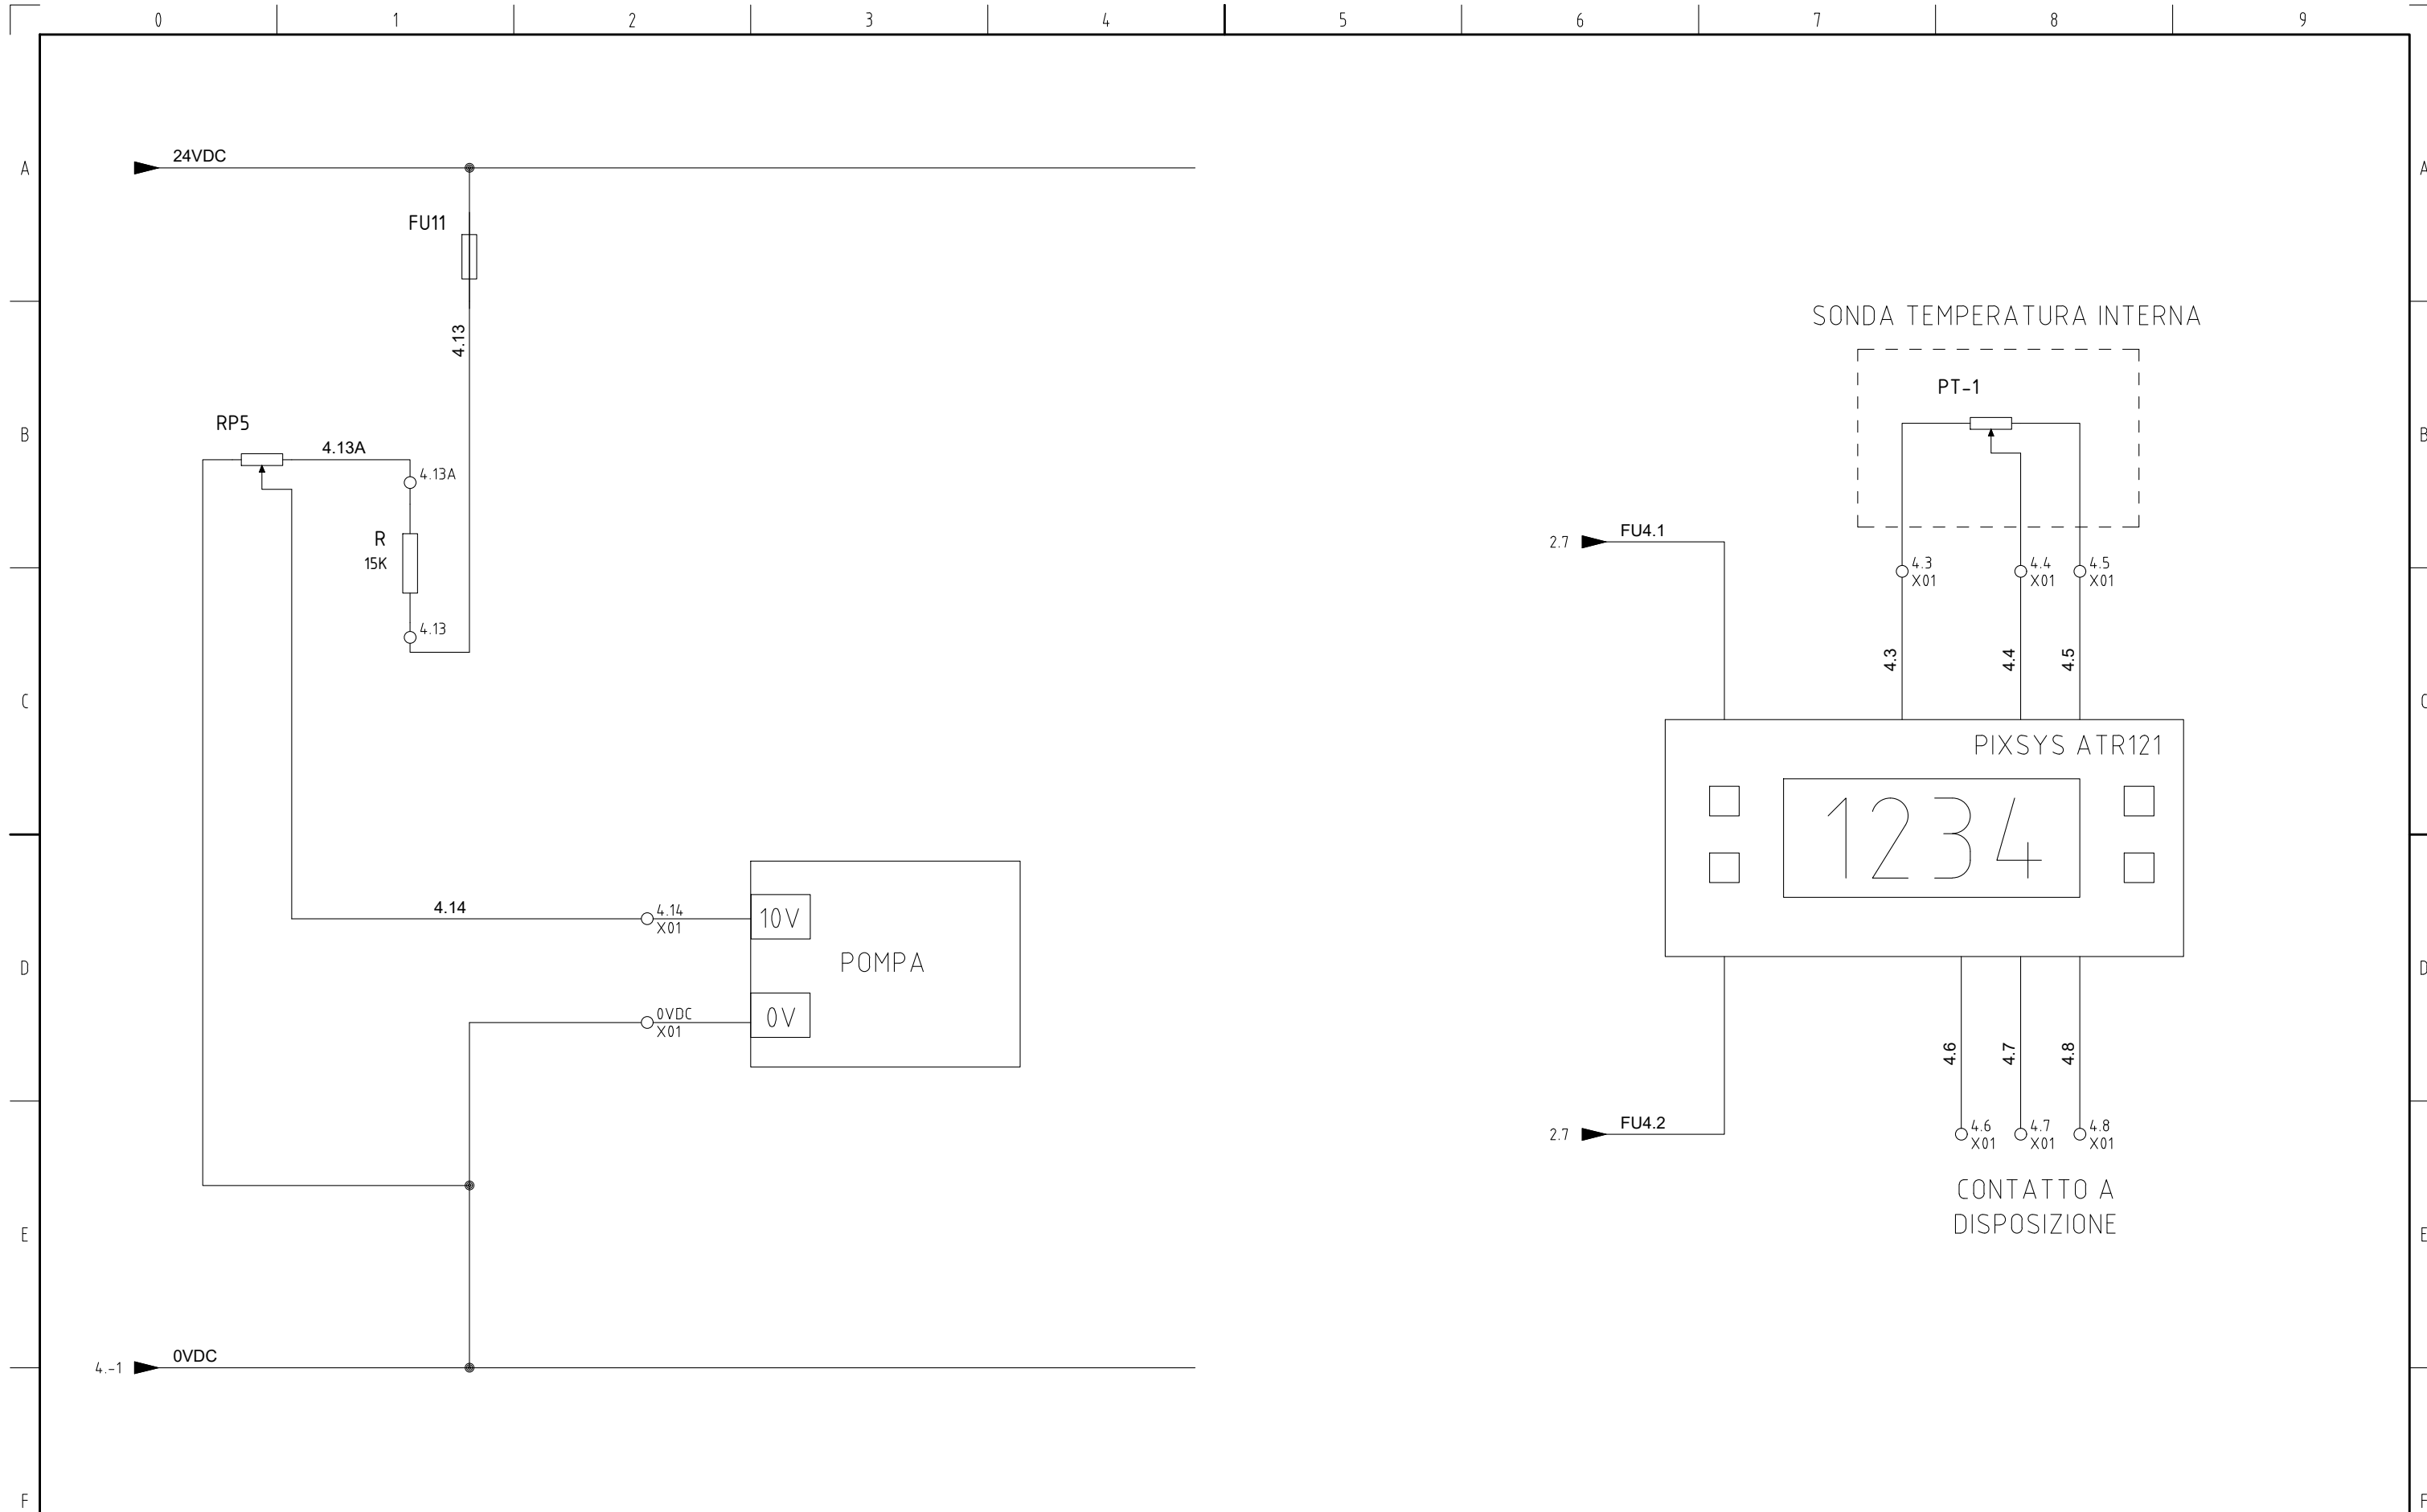 0 1 2 3 4 5 6 7 8 9
A
24VDC
A
FU11
4.13
SONDA TEMPERATURA INTERNA
PT-1
B
RP5
4.13A
4.13A
B
R
15K
2.7
FU4.1
4.3
X01
4.4
X01
4.5
X01
4.13
4.3
4.4
4.5
C
C
PIXSYS ATR121
1234
4.14
4.14
X01
10V
POMPA
D
D
0VDC
X01
0V
4.6
4.7
4.8
2.7
FU4.2
4.6
X01
4.7
X01
4.8
X01
CONTATTO A
DISPOSIZIONE
E
E
4.-1
0VDC
F
F